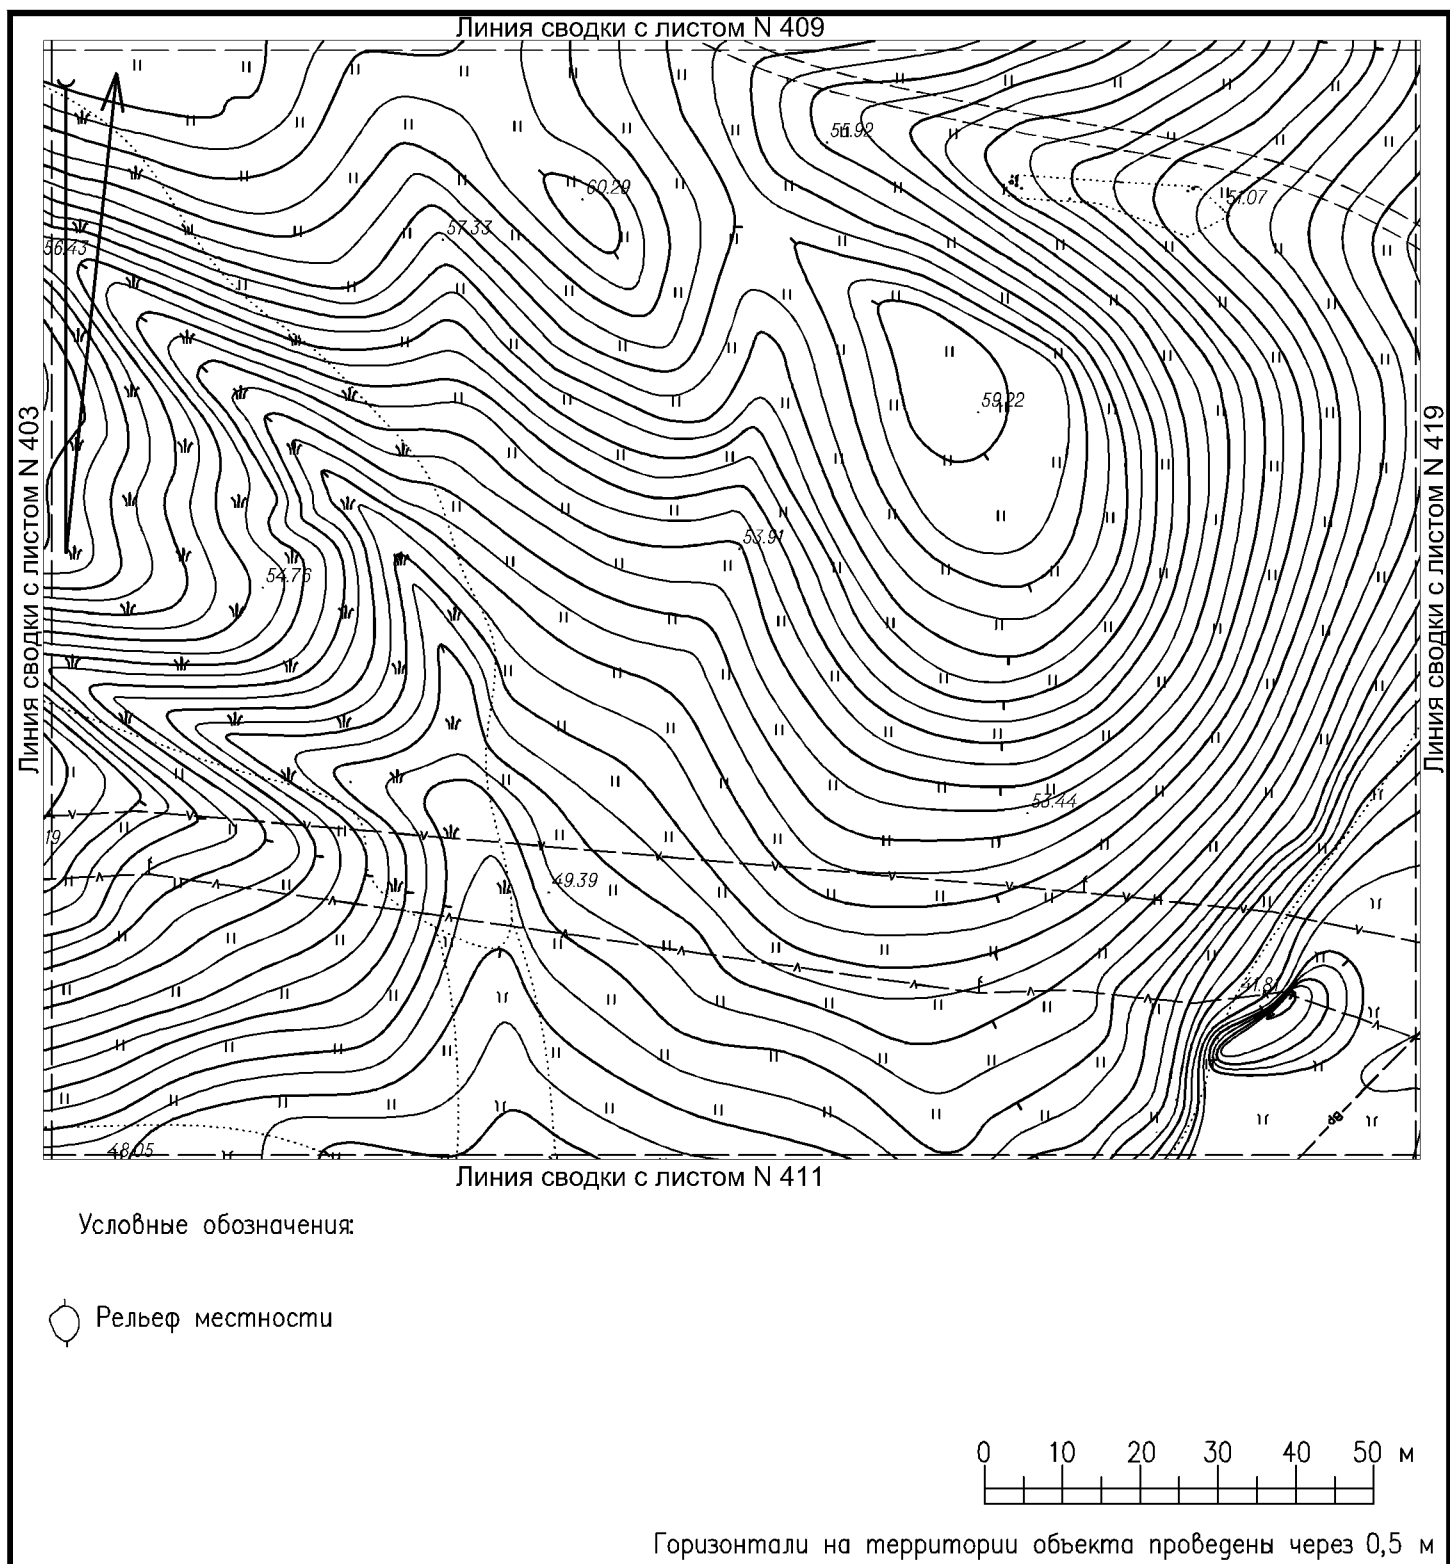 Линия сводки с листом N 409
55.92
60.29
51.07
57.33
56.43
59.22
Линия сводки с листом N 403
Линия сводки с листом N 419
53.91
54.76
53.44
19
49.39
41.81
вр
48.05
Линия сводки с листом N 411
Условные обозначения:
Рельеф местности
0 10 20 30 40 50 м
Горизонтали на территории объекта проведены через 0,5 м